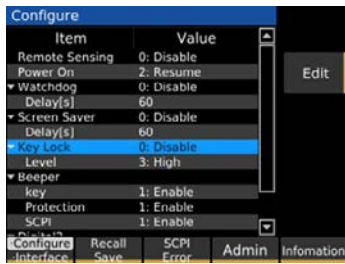 Configure
Item Value
Remote Sensing 0: Disable
Power On 2: Resume
Watchdog 0: Disable
Delay[s] 60
Screen Saver 0: Disable
Delay[s] 60
Key Lock 0: Disable
Level 3: High
Beeper
key 1: Enable
Protection 1: Enable
SCPI 1: Enable
Edit
Configure Recall SCPI Admin Infomation
Interface Save Error